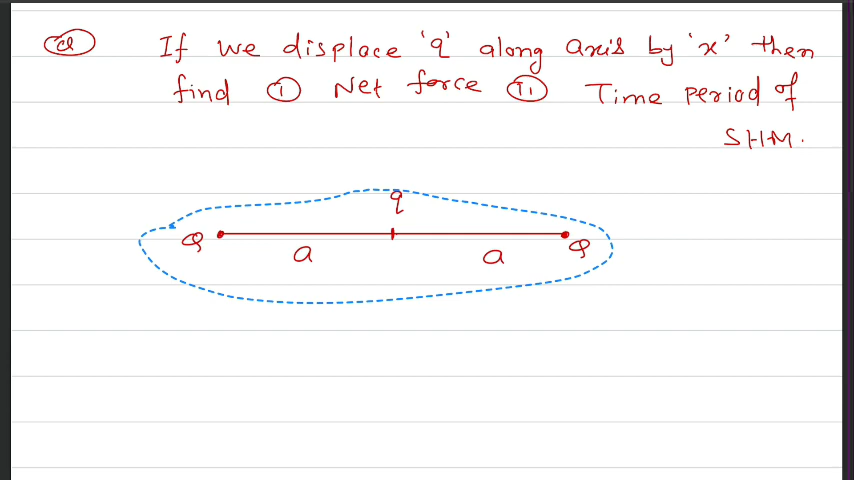 Q If we displace 'q' along axis by 'x' then
find I Net force II Time period of
SHM.
q
Q a a Q